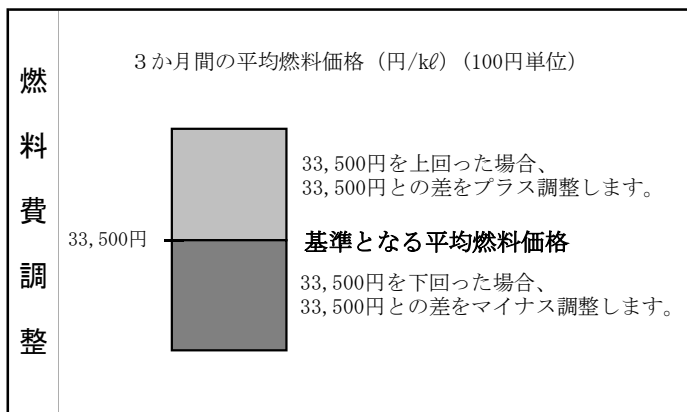 燃料費調整
3か月間の平均燃料価格（円/kℓ）（100円単位）
33,500円を上回った場合、
33,500円との差をプラス調整します。
33,500円
基準となる平均燃料価格
33,500円を下回った場合、
33,500円との差をマイナス調整します。